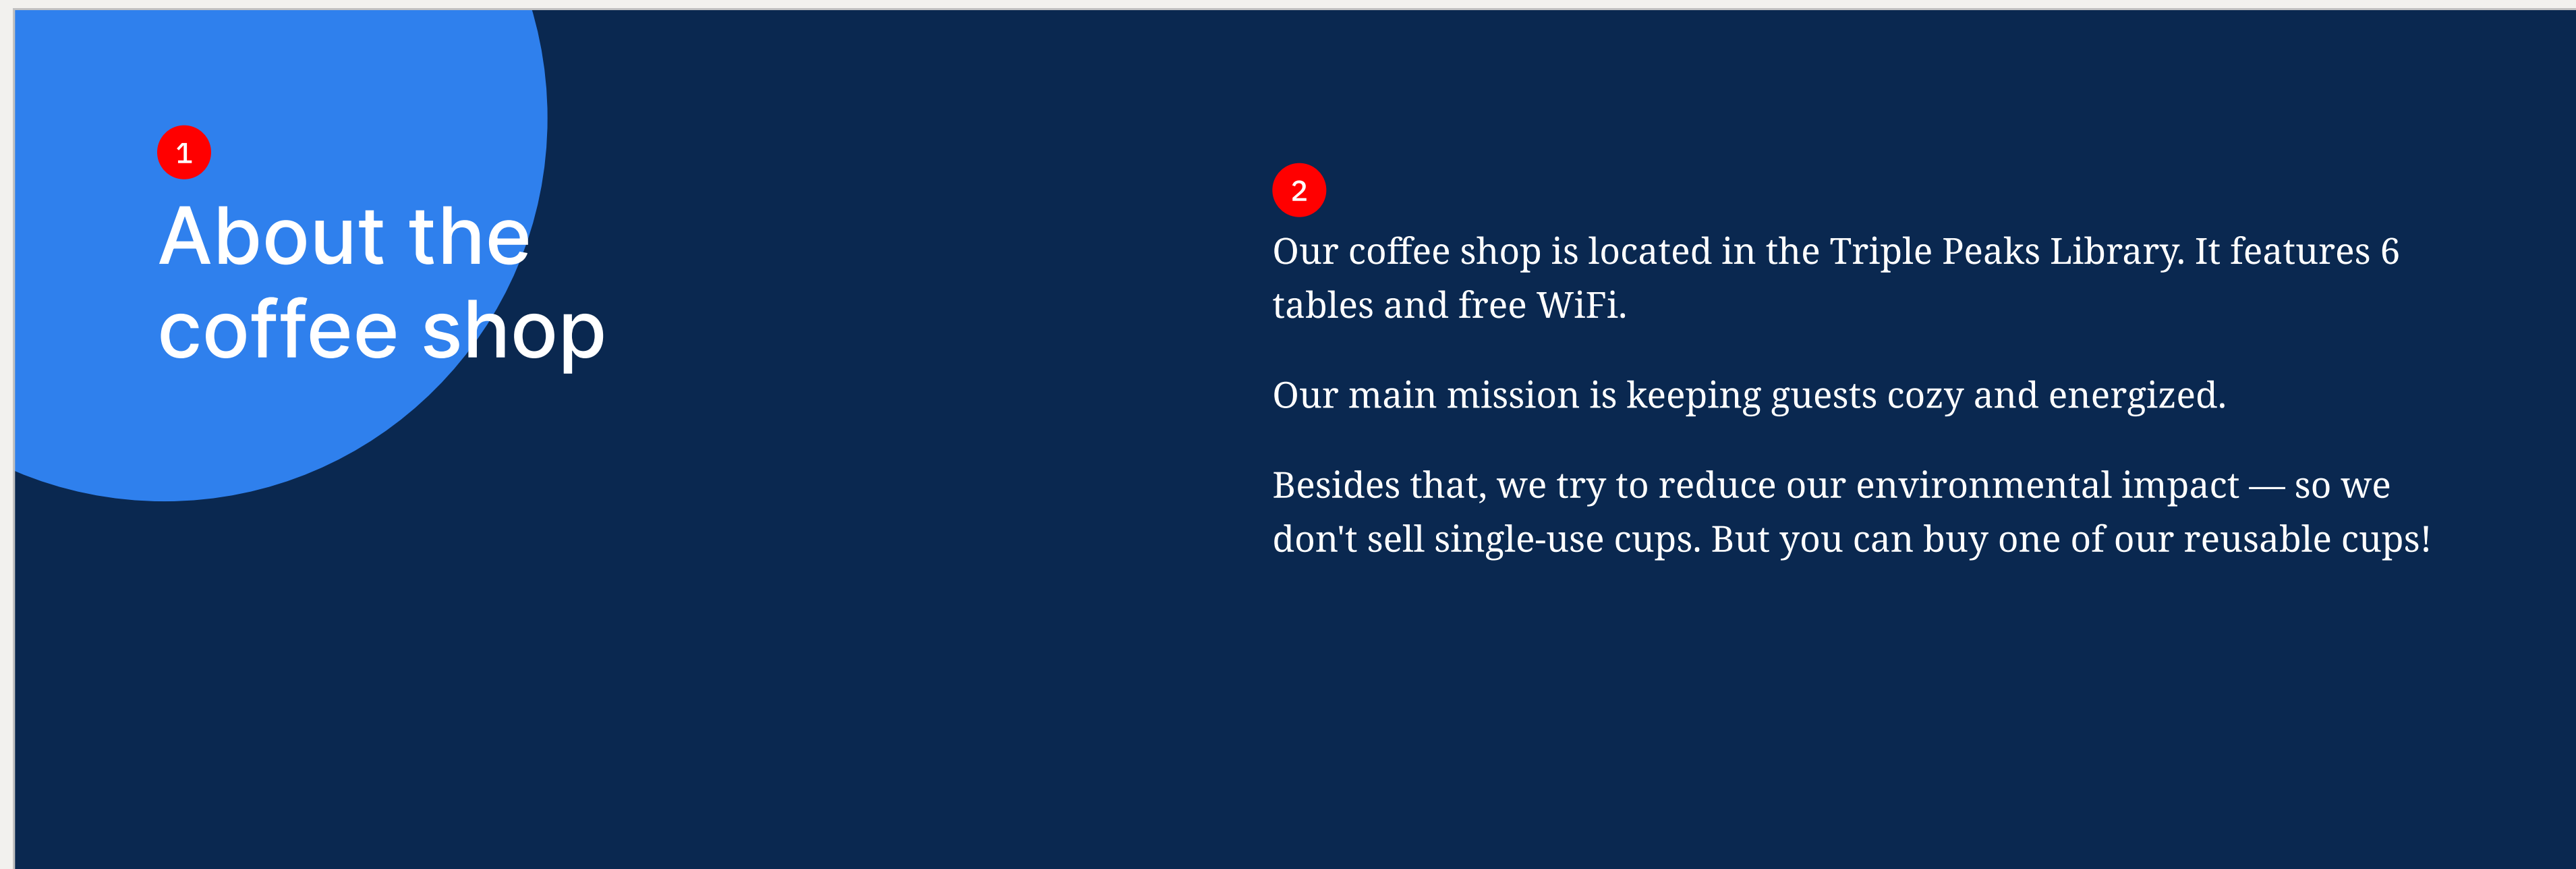 1
About the
coffee shop
2
Our coffee shop is located in the Triple Peaks Library. It features 6
tables and free WiFi.
Our main mission is keeping guests cozy and energized.
Besides that, we try to reduce our environmental impact — so we
don't sell single-use cups. But you can buy one of our reusable cups!